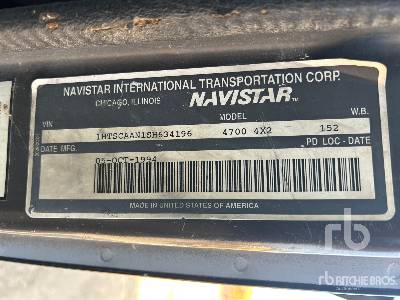 NAVISTAR INTERNATIONAL TRANSPORTATION CORP.
CHICAGO, ILLINOIS NAVISTAR™
VIN MODEL W.B.
1HTSCAAN1SH634196 4700 4X2 152
DATE MFG. PD LOC - DATE
05-OCT-1994
MADE IN UNITED STATES OF AMERICA
rb
RITCHIE BROS